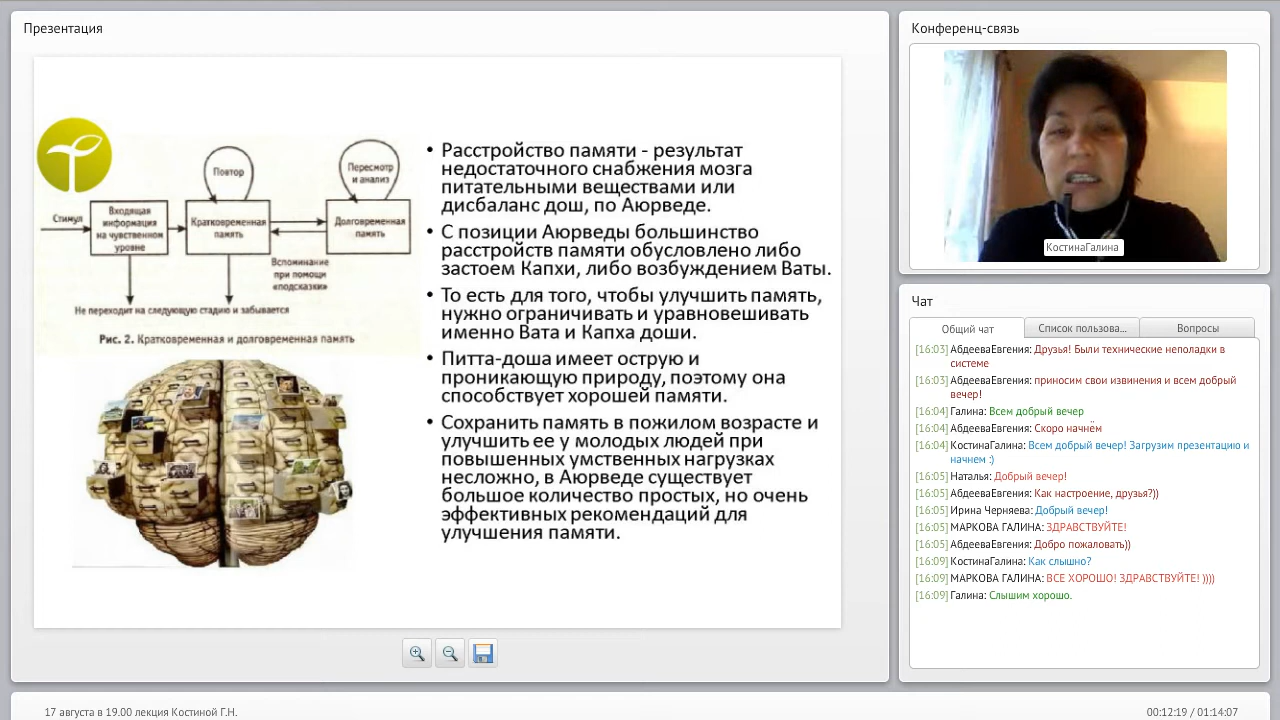 Презентация
Повтор
Пересмотр
и анализ
Стимул
Входящая
информация
на чувственном
уровне
Кратковременная
память
Долговременная
память
Вспоминание
при помощи
«подсказки»
Не переходит на следующую стадию и забывается
Рис. 2. Кратковременная и долговременная память
• Расстройство памяти - результат
недостаточного снабжения мозга
питательными веществами или
дисбаланс дош, по Аюрведе.
• С позиции Аюрведы большинство
расстройств памяти обусловлено либо
застоем Капхи, либо возбуждением Ваты.
• То есть для того, чтобы улучшить память,
нужно ограничивать и уравновешивать
именно Вата и Капха доши.
• Питта-доша имеет острую и
проникающую природу, поэтому она
способствует хорошей памяти.
• Сохранить память в пожилом возрасте и
улучшить ее у молодых людей при
повышенных умственных нагрузках
несложно, в Аюрведе существует
большое количество простых, но очень
эффективных рекомендаций для
улучшения памяти.
Конференц-связь
КостинаГалина
Чат
Общий чат
Список пользова...
Вопросы
[16:03] АбдееваЕвгения: Друзья! Были технические неполадки в
системе
[16:03] АбдееваЕвгения: приносим свои извинения и всем добрый
вечер!
[16:04] Галина: Всем добрый вечер
[16:04] АбдееваЕвгения: Скоро начнём
[16:04] КостинаГалина: Всем добрый вечер! Загрузим презентацию и
начнем :)
[16:05] Наталья: Добрый вечер!
[16:05] АбдееваЕвгения: Как настроение, друзья?))
[16:05] Ирина Черняева: Добрый вечер!
[16:05] МАРКОВА ГАЛИНА: ЗДРАВСТВУЙТЕ!
[16:05] АбдееваЕвгения: Добро пожаловать))
[16:09] КостинаГалина: Как слышно?
[16:09] МАРКОВА ГАЛИНА: ВСЕ ХОРОШО! ЗДРАВСТВУЙТЕ! ))))
[16:09] Галина: Слышим хорошо.
17 августа в 19.00 лекция Костиной Г.Н.
00:12:19 / 01:14:07